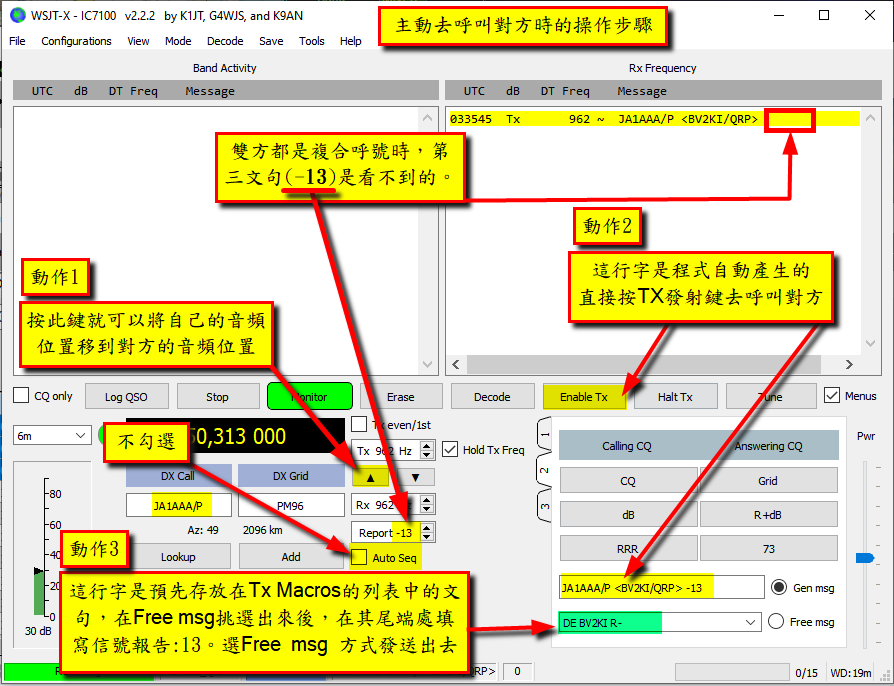 WSJT-X - IC7100 v2.2.2 by K1JT, G4WJS, and K9AN
主動去呼叫對方時的操作步驟
File Configurations View Mode Decode Save Tools Help
Band Activity
Rx Frequency
UTC dB DT Freq Message
UTC dB DT Freq Message
033545 Tx 962 ~ JA1AAA/P <BV2KI/QRP>
雙方都是複合呼號時，第
三文句(-13)是看不到的。
動作2
這行字是程式自動產生的
直接按TX發射鍵去呼叫對方
動作1
按此鍵就可以將自己的音頻
位置移到對方的音頻位置
CQ only
Log QSO
Stop
Monitor
Erase
Decode
Enable Tx
Halt Tx
Tune
Menus
6m
不勾選
50,313 000
Tx even/1st
Tx 962 Hz
Hold Tx Freq
Pwr
DX Call
DX Grid
JA1AAA/P
PM96
Rx 962
Az: 49 2096 km
Report -13
Lookup
Add
Auto Seq
80
60
40
20
0
30 dB
1
2
3
Calling CQ
Answering CQ
CQ
Grid
dB
R+dB
RRR
73
JA1AAA/P <BV2KI/QRP> -13
Gen msg
DE BV2KI R-
Free msg
動作3
這行字是預先存放在Tx Macros的列表中的文
句，在Free msg挑選出來後，在其尾端處填
寫信號報告:13。選Free msg 方式發送出去
QRP>
0
0/15
WD:19m